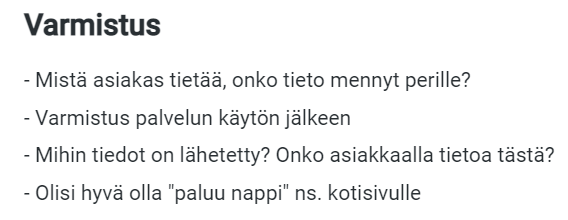 Varmistus
- Mistä asiakas tietää, onko tieto mennyt perille?
- Varmistus palvelun käytön jälkeen
- Mihin tiedot on lähetetty? Onko asiakkaalla tietoa tästä?
- Olisi hyvä olla "paluu nappi" ns. kotisivulle